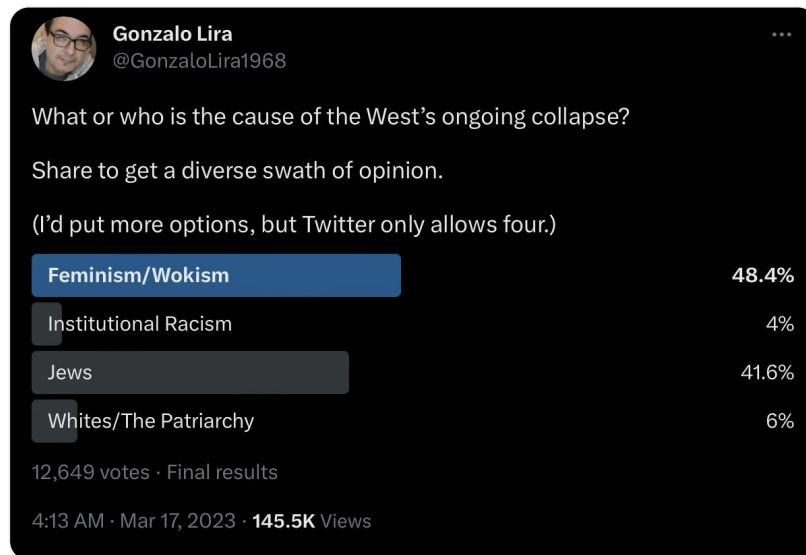 Gonzalo Lira
@GonzaloLira1968
What or who is the cause of the West’s ongoing collapse?
Share to get a diverse swath of opinion.
(I’d put more options, but Twitter only allows four.)
Feminism/Wokism 48.4%
Institutional Racism 4%
Jews 41.6%
Whites/The Patriarchy 6%
12,649 votes · Final results
4:13 AM · Mar 17, 2023 · 145.5K Views